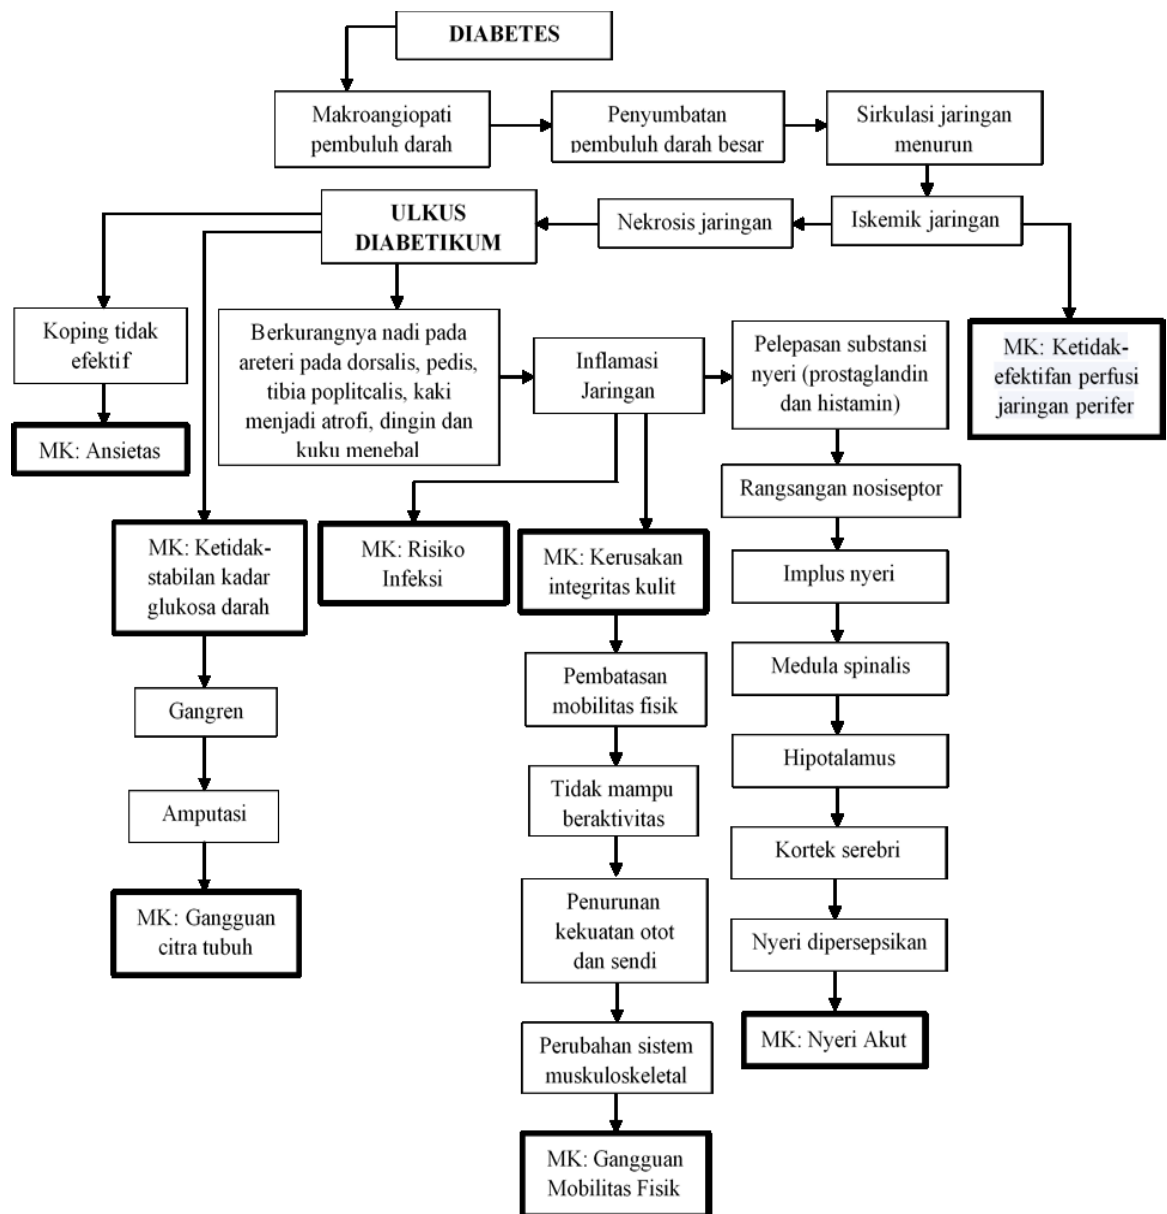 DIABETES
Makroangiopati
pembuluh darah
Penyumbatan
pembuluh darah besar
Sirkulasi jaringan
menurun
ULKUS
DIABETIKUM
Nekrosis jaringan
Iskemik jaringan
Koping tidak
efektif
MK: Ansietas
Berkurangnya nadi pada
areteri pada dorsalis, pedis,
tibia poplitcalis, kaki
menjadi atrofi, dingin dan
kuku menebal
Inflamasi
Jaringan
Pelepasan substansi
nyeri (prostaglandin
dan histamin)
MK: Ketidak-
efektifan perfusi
jaringan perifer
MK: Ketidak-
stabilan kadar
glukosa darah
MK: Risiko
Infeksi
MK: Kerusakan
integritas kulit
Rangsangan nosiseptor
Implus nyeri
Medula spinalis
Hipotalamus
Kortek serebri
Nyeri dipersepsikan
MK: Nyeri Akut
Gangren
Amputasi
MK: Gangguan
citra tubuh
Pembatasan
mobilitas fisik
Tidak mampu
beraktivitas
Penurunan
kekuatan otot
dan sendi
Perubahan sistem
muskuloskeletal
MK: Gangguan
Mobilitas Fisik